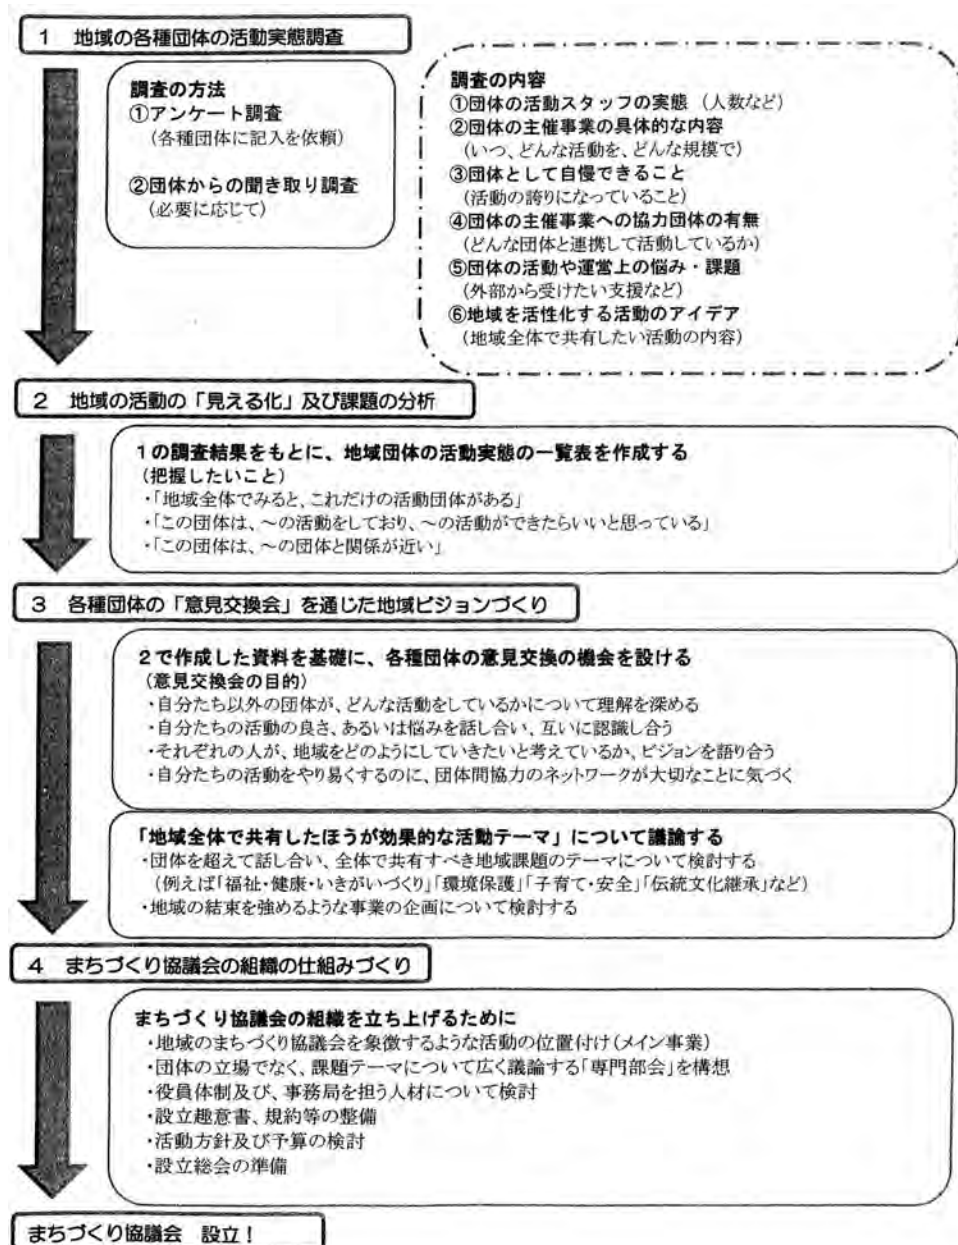 1　地域の各種団体の活動実態調査
調査の方法
①アンケート調査
（各種団体に記入を依頼）
②団体からの聞き取り調査
（必要に応じて）
調査の内容
①団体の活動スタッフの実態（人数など）
②団体の主催事業の具体的な内容
（いつ、どんな活動を、どんな規模で）
③団体として自慢できること
（活動の誇りになっていること）
④団体の主催事業への協力団体の有無
（どんな団体と連携して活動しているか）
⑤団体の活動や運営上の悩み・課題
（外部から受けたい支援など）
⑥地域を活性化する活動のアイデア
（地域全体で共有したい活動の内容）
2　地域の活動の「見える化」及び課題の分析
1の調査結果をもとに、地域団体の活動実態の一覧表を作成する
（把握したいこと）
・「地域全体でみると、これだけの活動団体がある」
・「この団体は、～の活動をしており、～の活動ができたらいいと思っている」
・「この団体は、～の団体と関係が近い」
3　各種団体の「意見交換会」を通じた地域ビジョンづくり
2で作成した資料を基礎に、各種団体の意見交換の機会を設ける
（意見交換会の目的）
・自分たち以外の団体が、どんな活動をしているかについて理解を深める
・自分たちの活動の良さ、あるいは悩みを話し合い、互いに認識し合う
・それぞれの人が、地域をどのようにしていきたいと考えているか、ビジョンを語り合う
・自分たちの活動をやり易くするのに、団体間協力のネットワークが大切なことに気づく
「地域全体で共有したほうが効果的な活動テーマ」について議論する
・団体を超えて話し合い、全体で共有すべき地域課題のテーマについて検討する
（例えば「福祉・健康・いきがいづくり」「環境保護」「子育て・安全」「伝統文化継承」など）
・地域の結束を強めるような事業の企画について検討する
4　まちづくり協議会の組織の仕組みづくり
まちづくり協議会の組織を立ち上げるために
・地域のまちづくり協議会を象徴するような活動の位置付け（メイン事業）
・団体の立場でなく、課題テーマについて広く議論する「専門部会」を構想
・役員体制及び、事務局を担う人材について検討
・設立趣意書、規約等の整備
・活動方針及び予算の検討
・設立総会の準備
まちづくり協議会　設立！